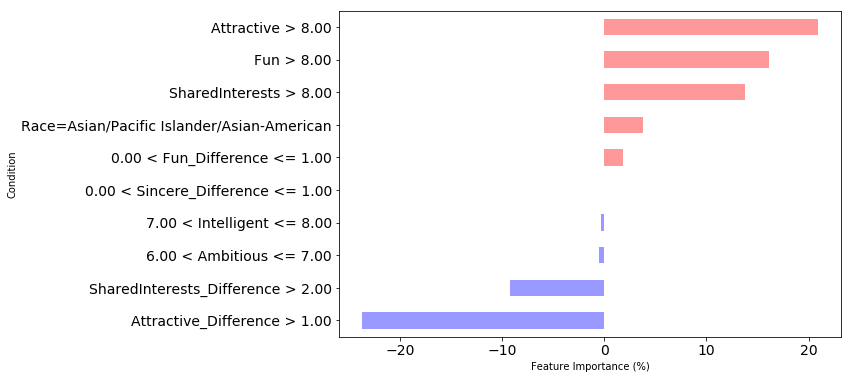 Attractive > 8.00
Fun > 8.00
SharedInterests > 8.00
Race=Asian/Pacific Islander/Asian-American
0.00 < Fun_Difference <= 1.00
0.00 < Sincere_Difference <= 1.00
7.00 < Intelligent <= 8.00
6.00 < Ambitious <= 7.00
SharedInterests_Difference > 2.00
Attractive_Difference > 1.00
Condition
−20 −10 0 10 20
Feature Importance (%)